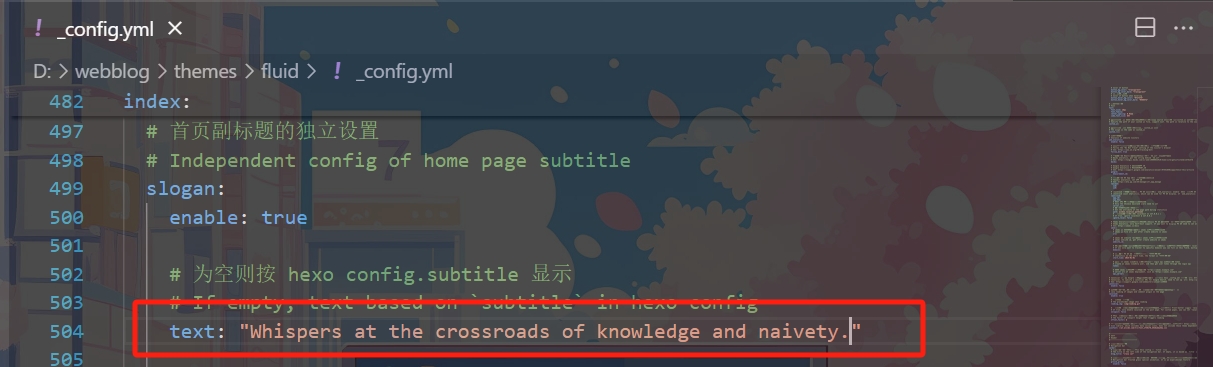 ! _config.yml ×
D: > webblog > themes > fluid > ! _config.yml
482 index:
497 # 首页副标题的独立设置
498 # Independent config of home page subtitle
499 slogan:
500 enable: true
501
502 # 为空则按 hexo config.subtitle 显示
503 # If empty, text based on `subtitle` in hexo config
504 text: "Whispers at the crossroads of knowledge and naivety."
505